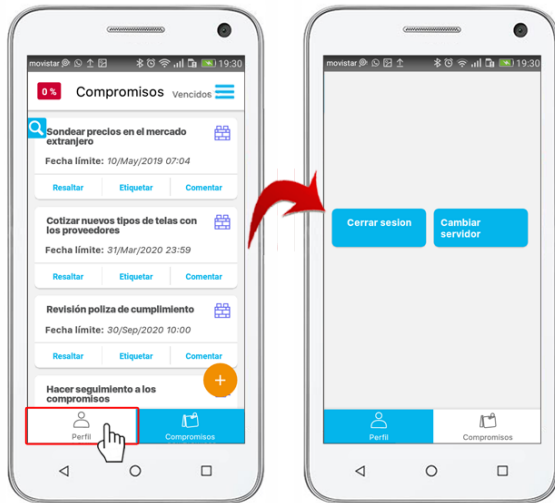 movistar 19:30
0 % Compromisos Vencidos
Sondear precios en el mercado
extranjero
Fecha límite: 10/May/2019 07:04
Resaltar Etiquetar Comentar
Cotizar nuevos tipos de telas con
los proveedores
Fecha límite: 31/Mar/2020 23:59
Resaltar Etiquetar Comentar
Revisión poliza de cumplimiento
Fecha límite: 30/Sep/2020 10:00
Resaltar Etiquetar Comentar
Hacer seguimiento a los
compromisos
+
Perfil Compromisos
movistar 19:30
Cerrar sesion
Cambiar
servidor
Perfil Compromisos